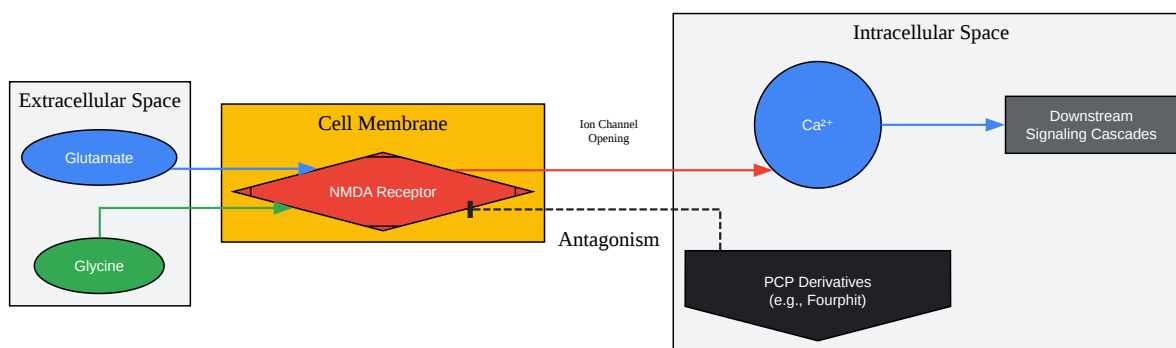 Extracellular Space
Glutamate
Glycine
Cell Membrane
NMDA Receptor
Ion Channel
Opening
Antagonism
Intracellular Space
Ca²⁺
Downstream
Signaling Cascades
PCP Derivatives
(e.g., Fourphit)